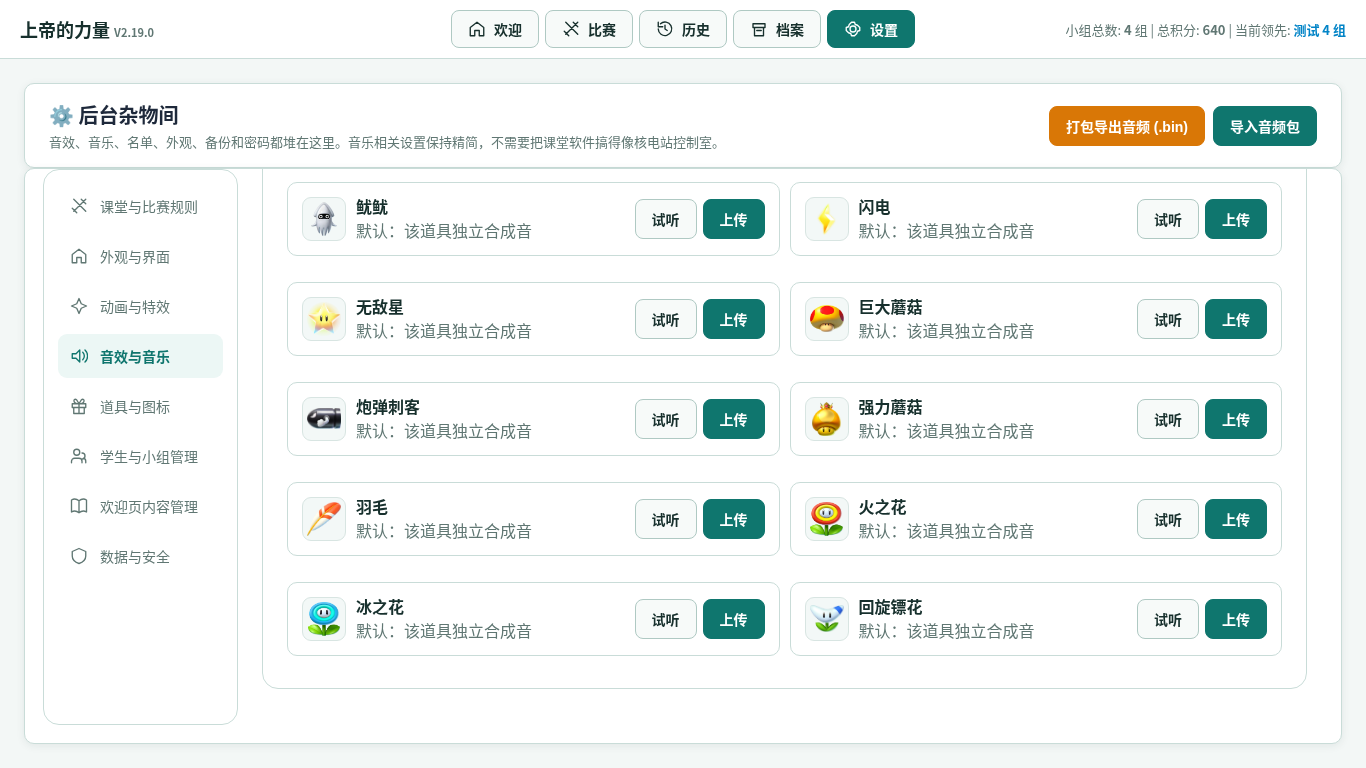 上帝的力量 V2.19.0
欢迎
比赛
历史
档案
设置
小组总数: 4 组 | 总积分: 640 | 当前领先: 测试 4 组
后台杂物间
音效、音乐、名单、外观、备份和密码都堆在这里。音乐相关设置保持精简，不需要把课堂软件搞得像核电站控制室。
打包导出音频 (.bin)
导入音频包
课堂与比赛规则
外观与界面
动画与特效
音效与音乐
道具与图标
学生与小组管理
欢迎页内容管理
数据与安全
鱿鱿
默认：该道具独立合成音
试听
上传
闪电
默认：该道具独立合成音
试听
上传
无敌星
默认：该道具独立合成音
试听
上传
巨大蘑菇
默认：该道具独立合成音
试听
上传
炮弹刺客
默认：该道具独立合成音
试听
上传
强力蘑菇
默认：该道具独立合成音
试听
上传
羽毛
默认：该道具独立合成音
试听
上传
火之花
默认：该道具独立合成音
试听
上传
冰之花
默认：该道具独立合成音
试听
上传
回旋镖花
默认：该道具独立合成音
试听
上传